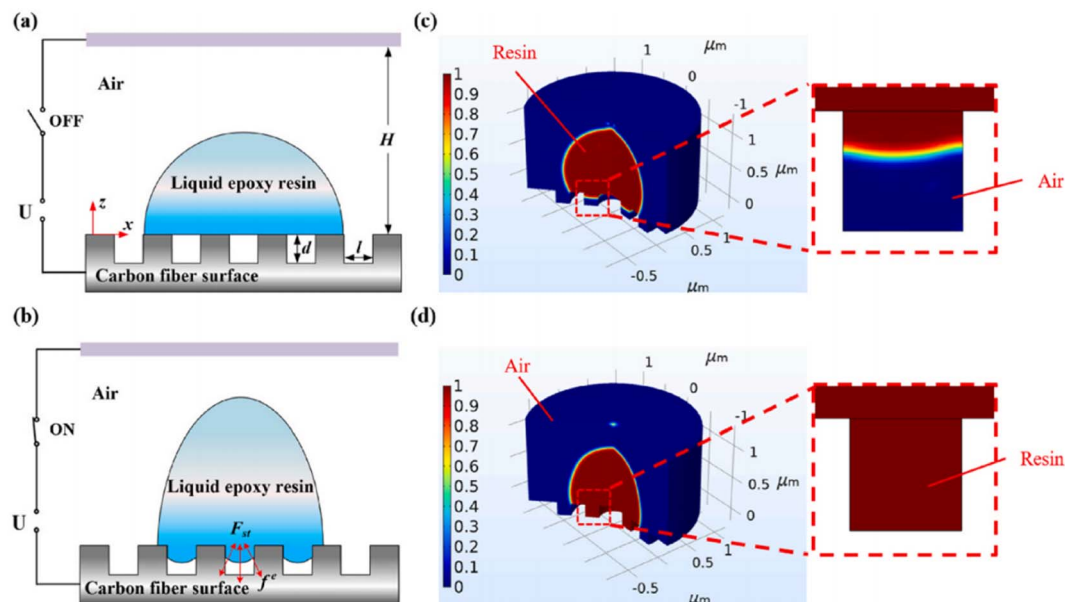 (a)
Air
OFF
H
Liquid epoxy resin
U
z
x
d
l
Carbon fiber surface
(b)
Air
ON
Liquid epoxy resin
U
F_st
f^e
Carbon fiber surface
(c)
Resin
1
0.9
0.8
0.7
0.6
0.5
0.4
0.3
0.2
0.1
0
1
μm
0
-1
1
μm
0.5
0
1
0.5
μm
-0.5
μm
Air
(d)
Air
1
0.9
0.8
0.7
0.6
0.5
0.4
0.3
0.2
0.1
0
1
μm
0
-1
1
μm
0.5
0
1
0.5
μm
-0.5
μm
Resin